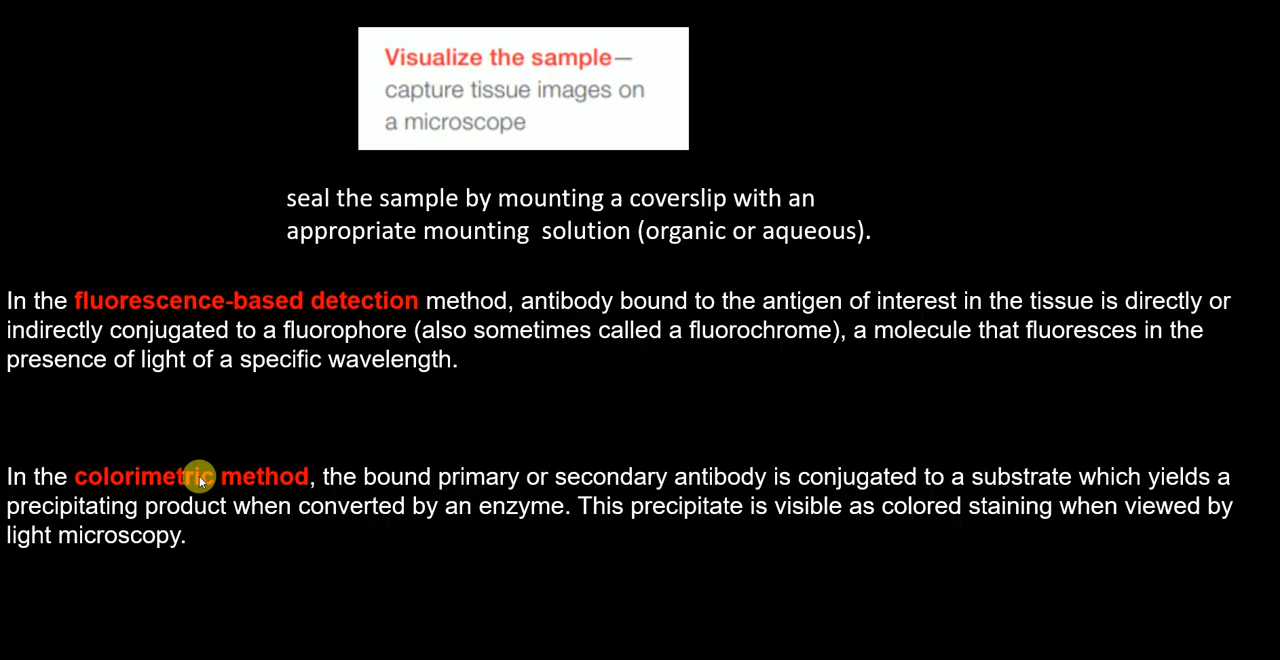 Visualize the sample—
capture tissue images on
a microscope
seal the sample by mounting a coverslip with an
appropriate mounting  solution (organic or aqueous).
In the fluorescence-based detection method, antibody bound to the antigen of interest in the tissue is directly or
indirectly conjugated to a fluorophore (also sometimes called a fluorochrome), a molecule that fluoresces in the
presence of light of a specific wavelength.
In the colorimetric method, the bound primary or secondary antibody is conjugated to a substrate which yields a
precipitating product when converted by an enzyme. This precipitate is visible as colored staining when viewed by
light microscopy.